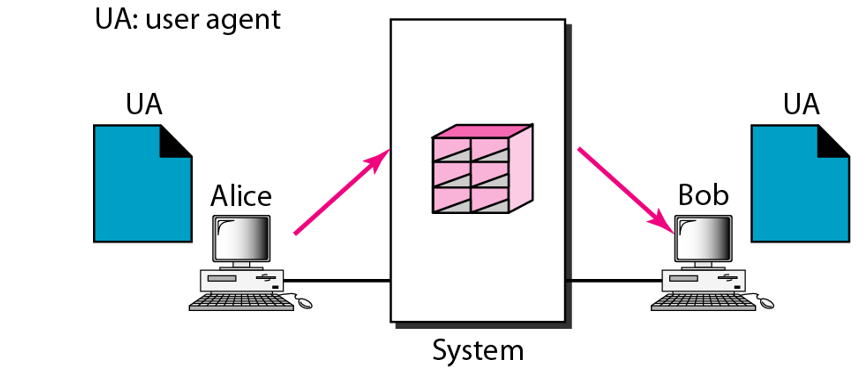 UA: user agent
UA
UA
Alice
Bob
System